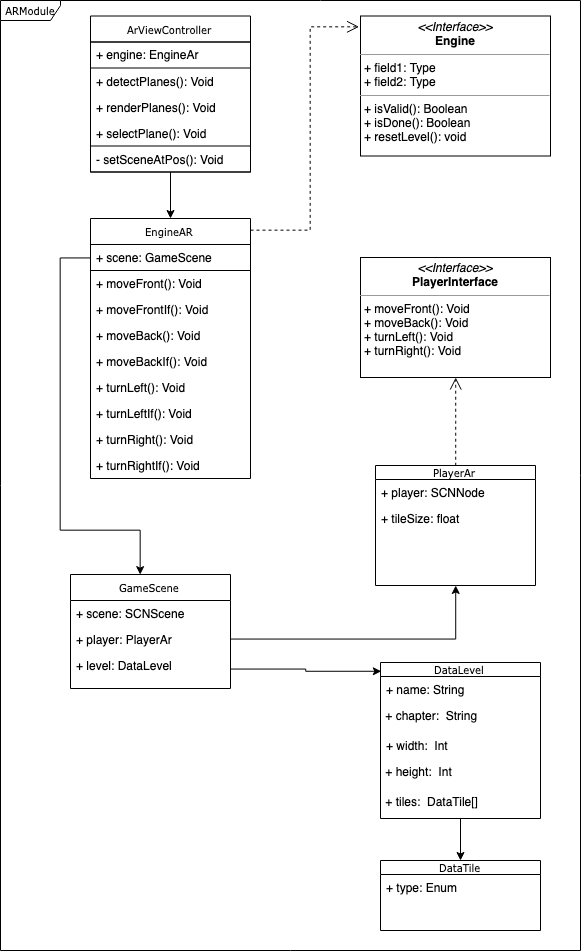 ARModule
ArViewController
+ engine: EngineAr
+ detectPlanes(): Void
+ renderPlanes(): Void
+ selectPlane(): Void
- setSceneAtPos(): Void
<<Interface>>
Engine
+ field1: Type
+ field2: Type
+ isValid(): Boolean
+ isDone(): Boolean
+ resetLevel(): void
EngineAR
+ scene: GameScene
+ moveFront(): Void
+ moveFrontIf(): Void
+ moveBack(): Void
+ moveBackIf(): Void
+ turnLeft(): Void
+ turnLeftIf(): Void
+ turnRight(): Void
+ turnRightIf(): Void
<<Interface>>
PlayerInterface
+ moveFront(): Void
+ moveBack(): Void
+ turnLeft(): Void
+ turnRight(): Void
PlayerAr
+ player: SCNNode
+ tileSize: float
GameScene
+ scene: SCNScene
+ player: PlayerAr
+ level: DataLevel
DataLevel
+ name: String
+ chapter: String
+ width: Int
+ height: Int
+ tiles: DataTile[]
DataTile
+ type: Enum